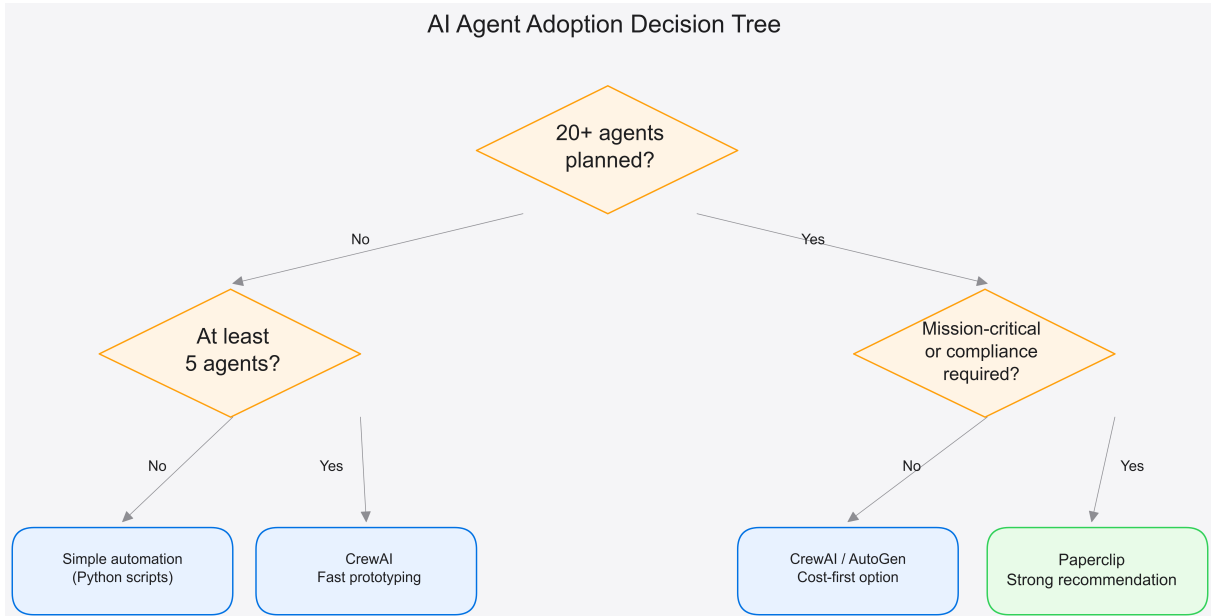 AI Agent Adoption Decision Tree
20+ agents
planned?
No
Yes
At least
5 agents?
Mission-critical
or compliance
required?
No
Yes
No
Yes
Simple automation
(Python scripts)
CrewAI
Fast prototyping
CrewAI / AutoGen
Cost-first option
Paperclip
Strong recommendation